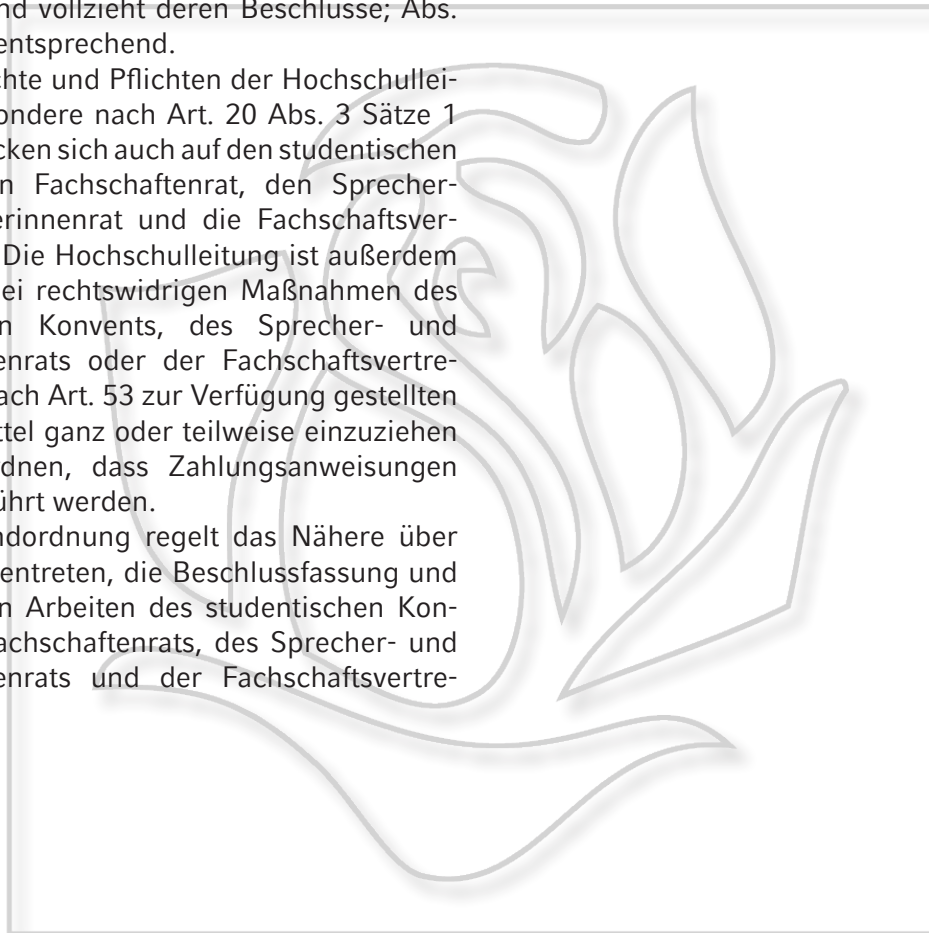 nd vollzieht deren Beschlüsse; Abs.
entsprechend.
chte und Pflichten der Hochschullei-
ondere nach Art. 20 Abs. 3 Sätze 1
cken sich auch auf den studentischen
n Fachschaftenrat, den Sprecher-
erinnenrat und die Fachschaftsver-
Die Hochschulleitung ist außerdem
ei rechtswidrigen Maßnahmen des
n Konvents, des Sprecher- und
enrats oder der Fachschaftsvertre-
ach Art. 53 zur Verfügung gestellten
ttel ganz oder teilweise einzuziehen
rdnen, dass Zahlungsanweisungen
ührt werden.
ndordnung regelt das Nähere über
entreten, die Beschlussfassung und
n Arbeiten des studentischen Kon-
achschaftenrats, des Sprecher- und
enrats und der Fachschaftsvertre-